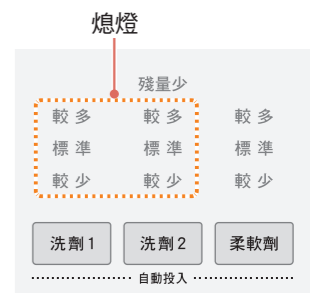 熄燈
殘量少
較多 較多 較多
標準 標準 標準
較少 較少 較少
洗劑1 洗劑2 柔軟劑
自動投入